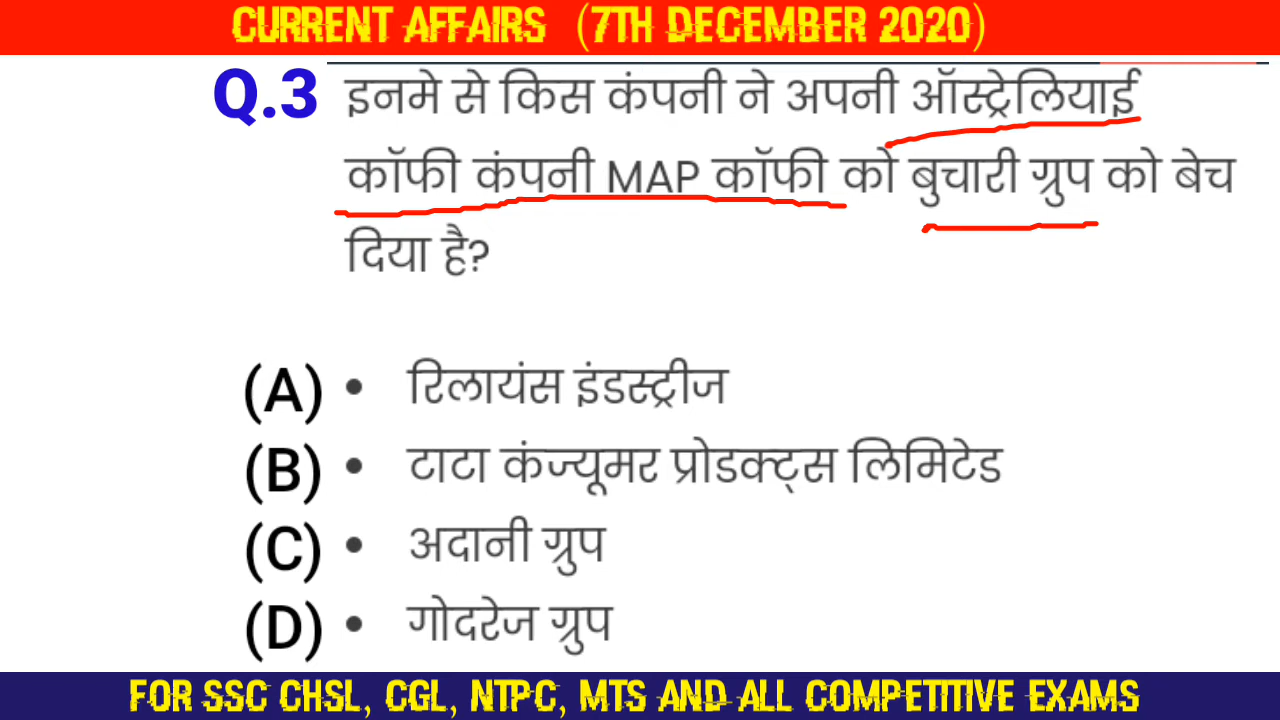 CURRENT AFFAIRS (7TH DECEMBER 2020)
Q.3 इनमे से किस कंपनी ने अपनी ऑस्ट्रेलियाई
कॉफी कंपनी MAP कॉफी को बुचारी ग्रुप को बेच
दिया है?
(A) • रिलायंस इंडस्ट्रीज
(B) • टाटा कंज्यूमर प्रोडक्ट्स लिमिटेड
(C) • अदानी ग्रुप
(D) • गोदरेज ग्रुप
FOR SSC CHSL, CGL, NTPC, MTS AND ALL COMPETITIVE EXAMS